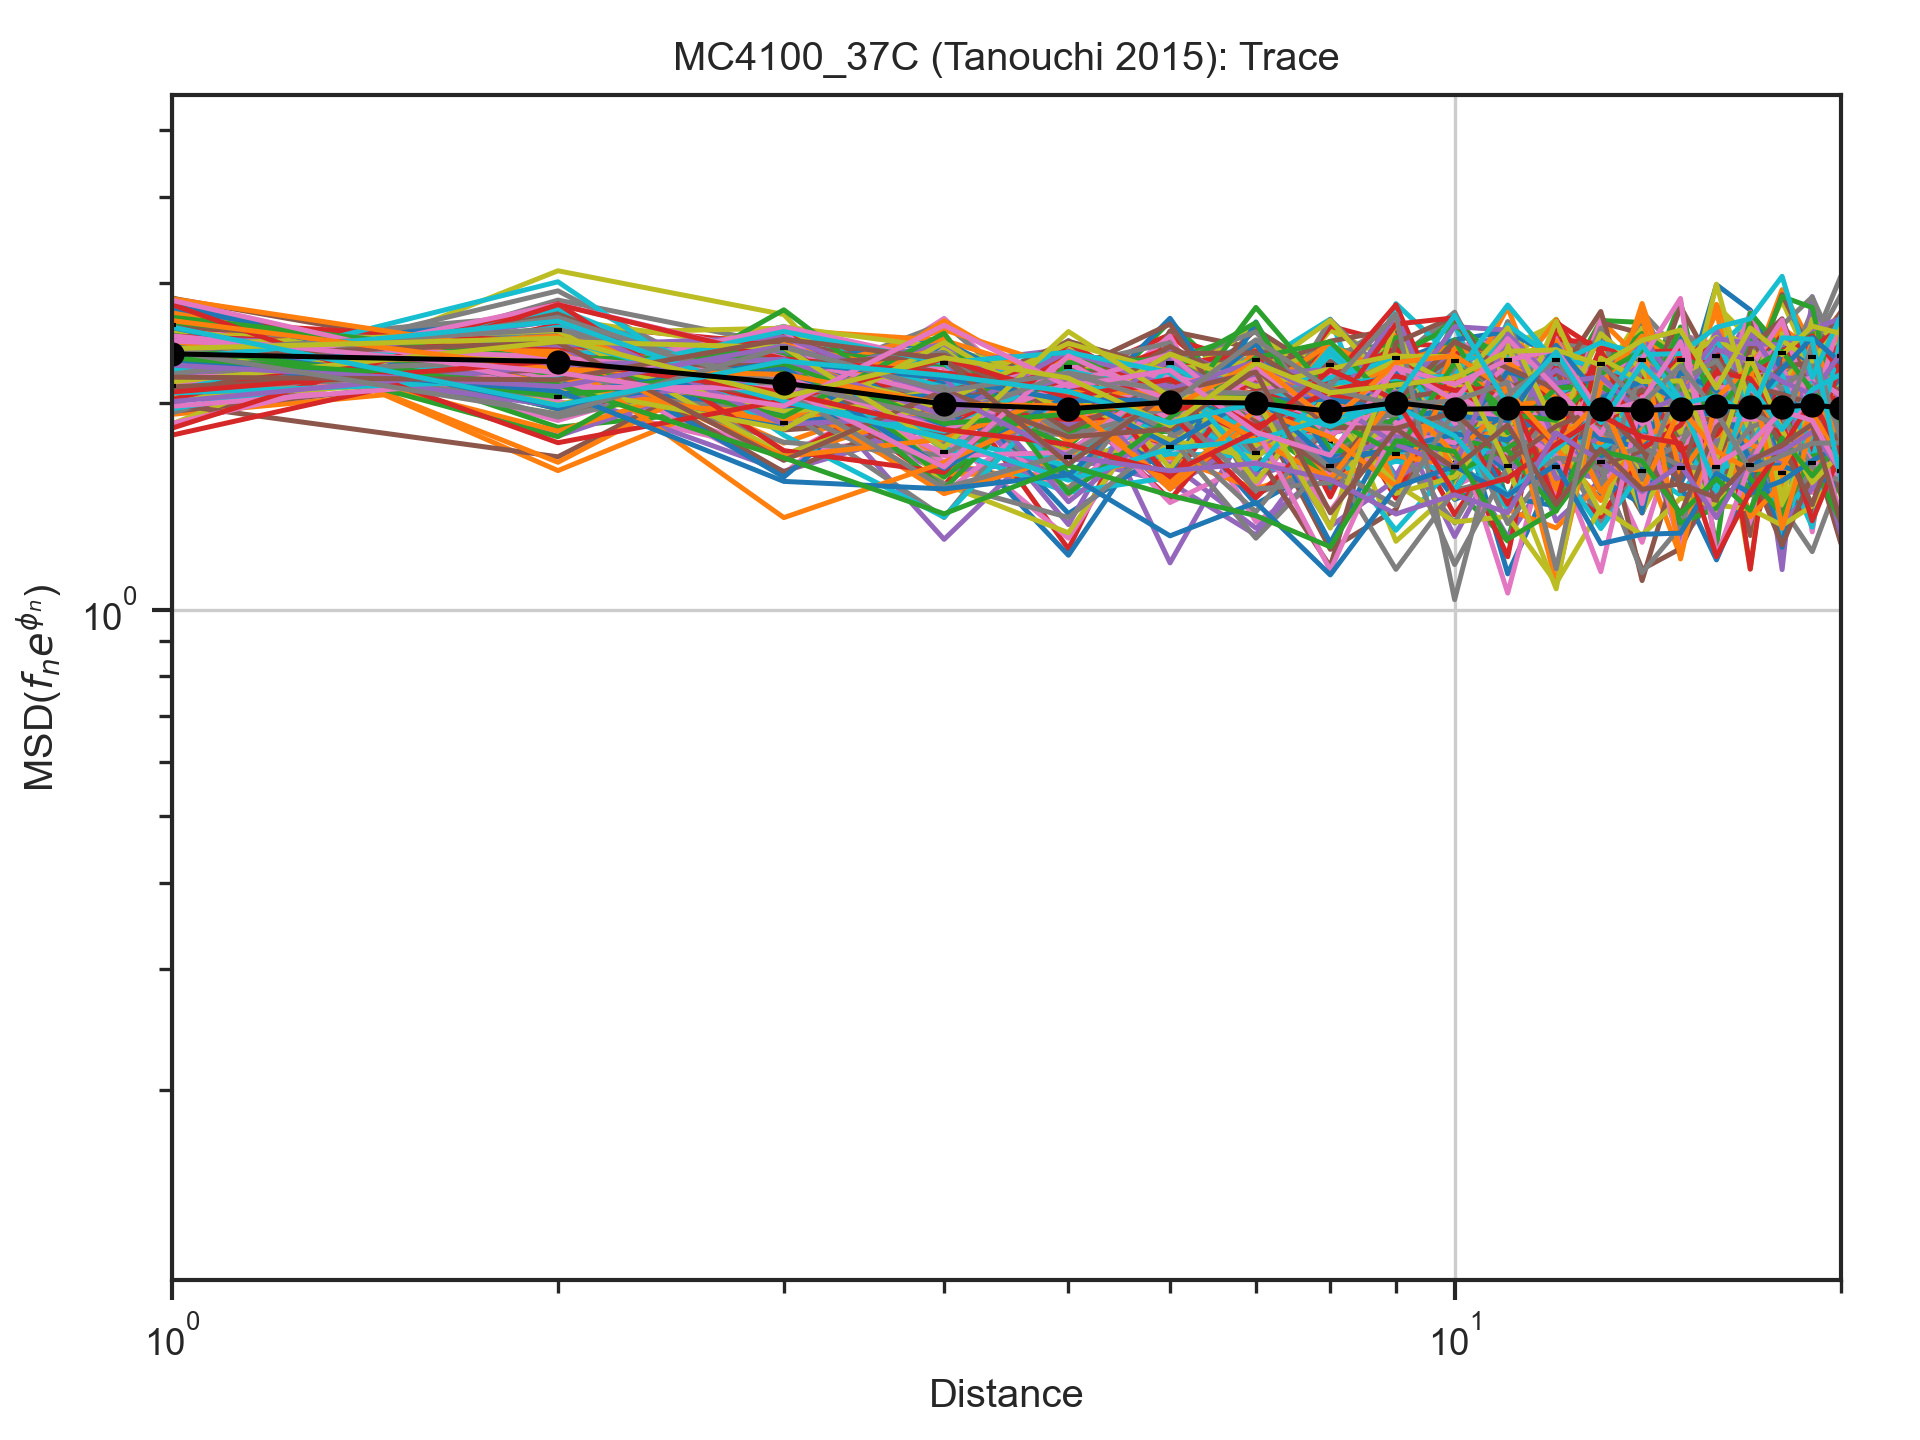 MC4100_37C (Tanouchi 2015): Trace
MSD(fₙe^ϕₙ)
10⁰
10⁰
10¹
Distance